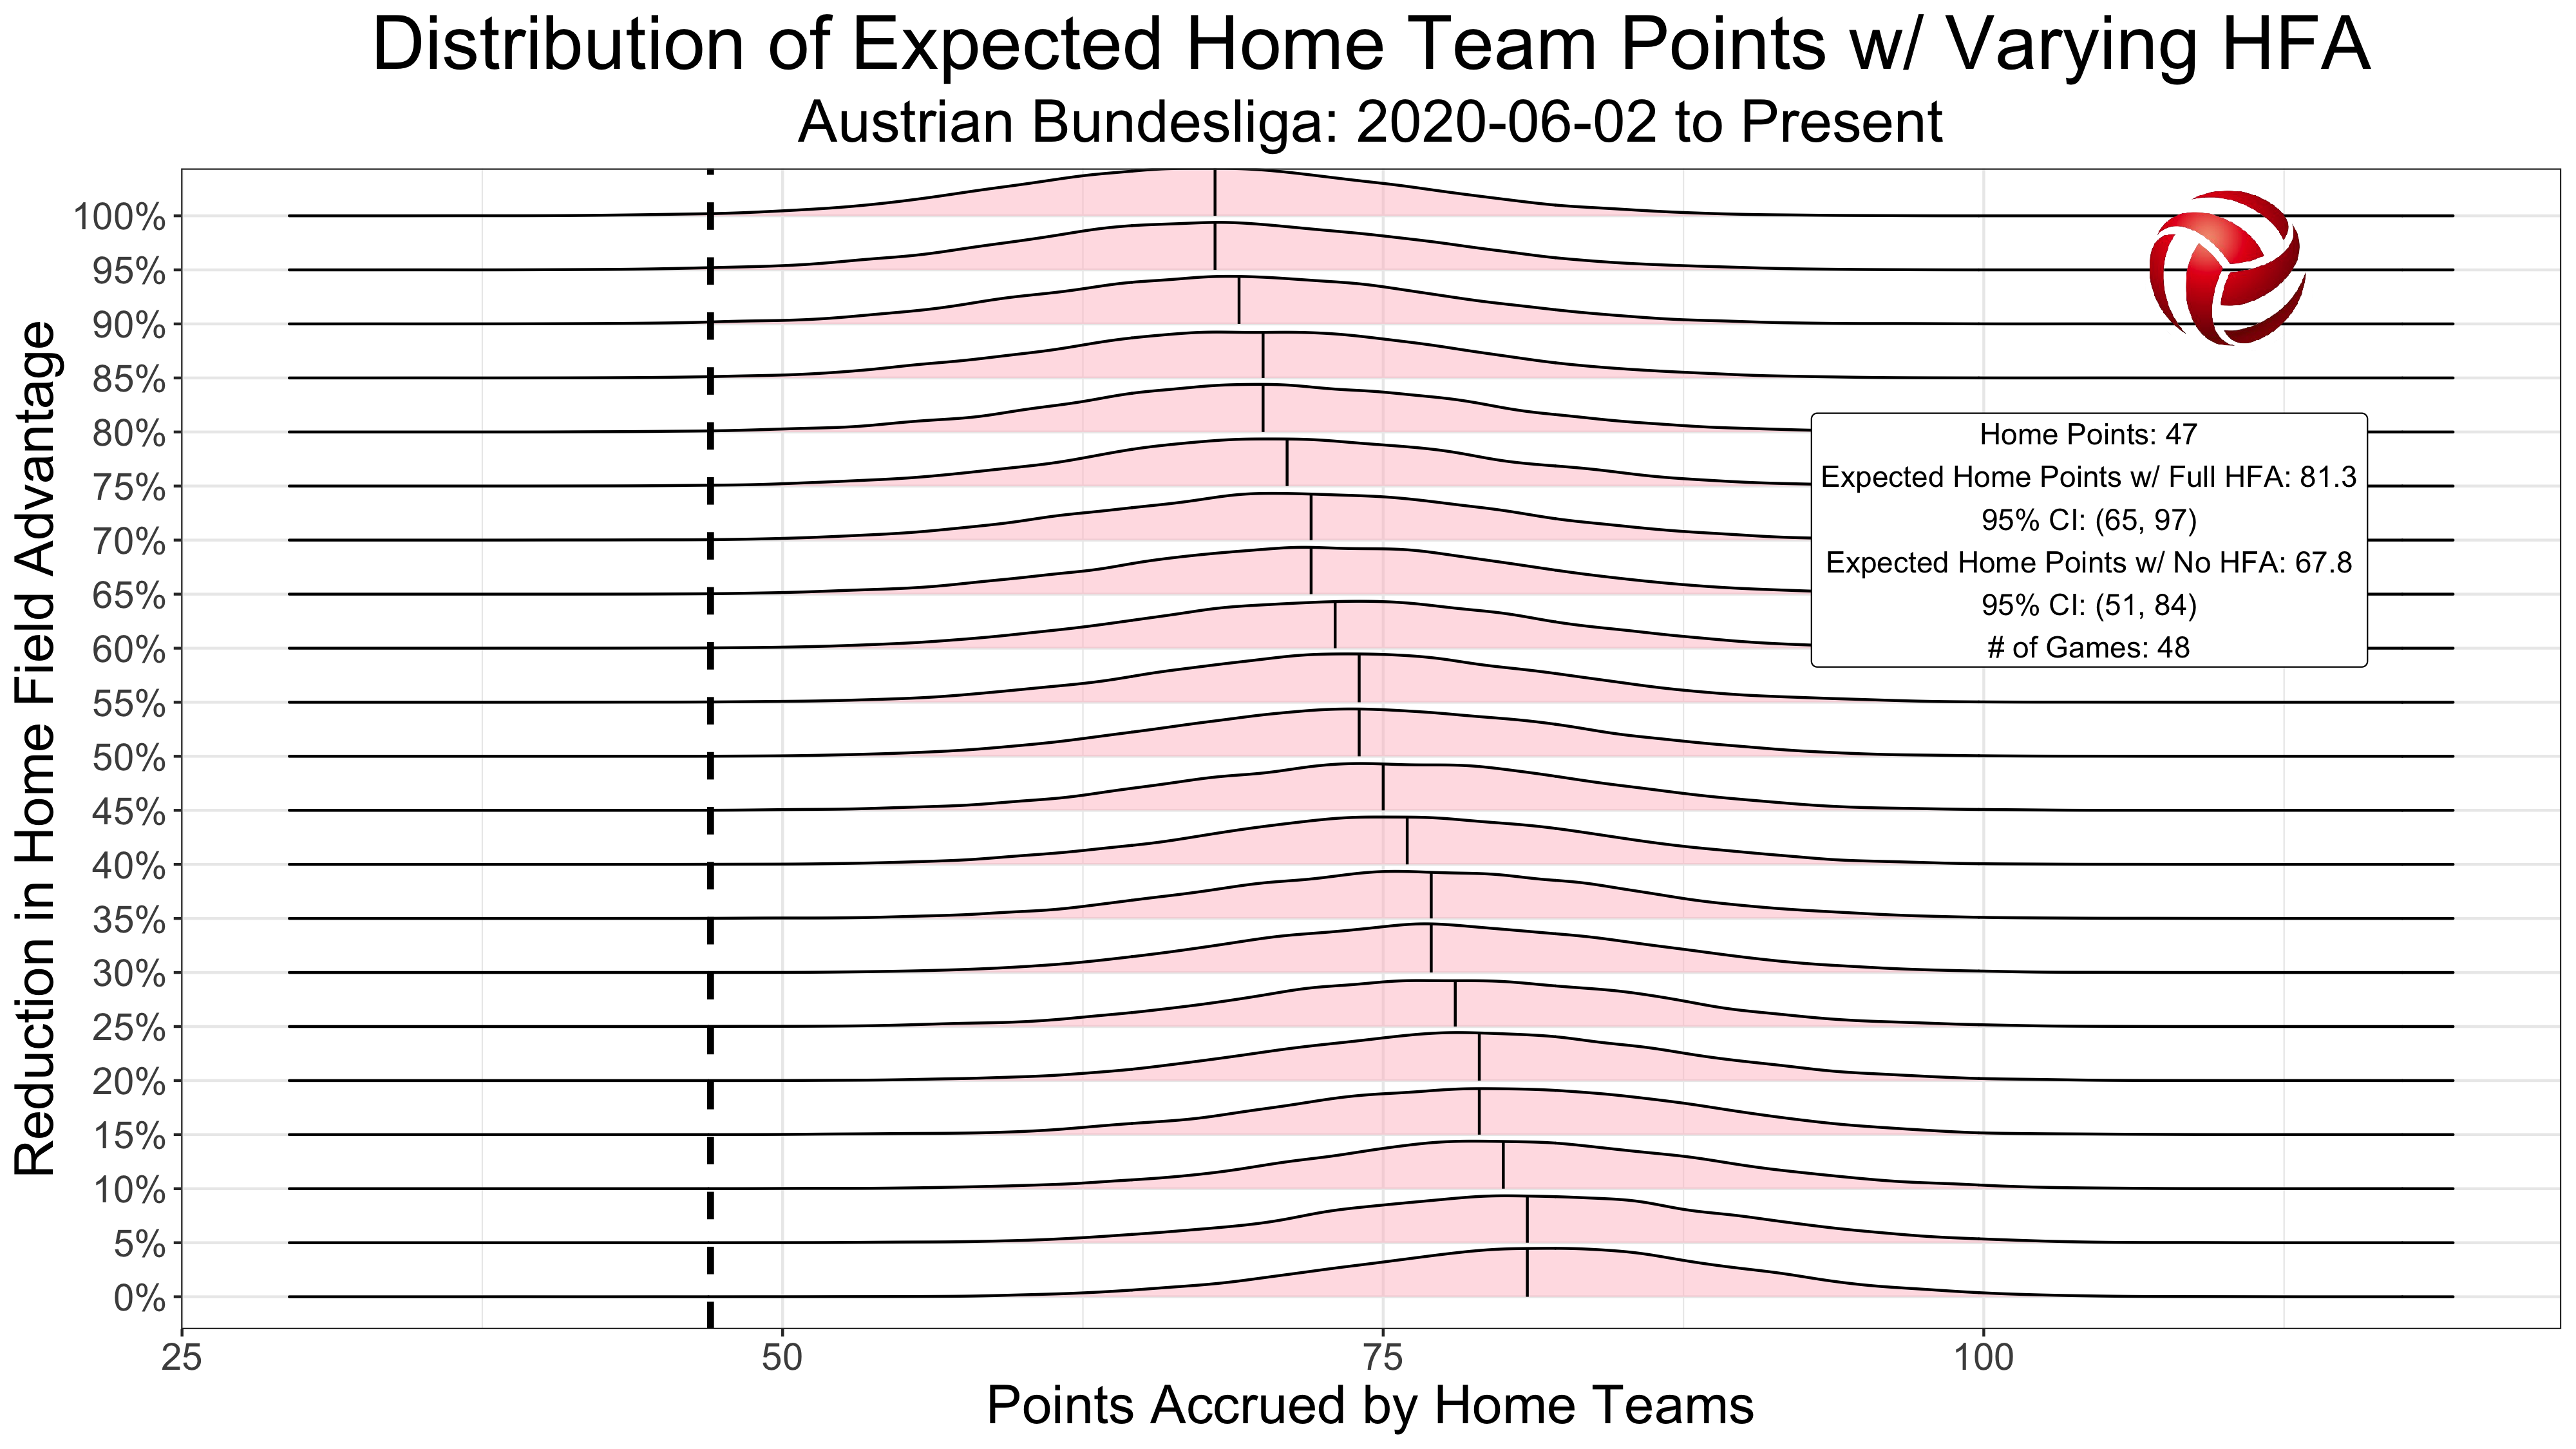 Distribution of Expected Home Team Points w/ Varying HFA
Austrian Bundesliga: 2020-06-02 to Present
Reduction in Home Field Advantage
100%
95%
90%
85%
80%
75%
70%
65%
60%
55%
50%
45%
40%
35%
30%
25%
20%
15%
10%
5%
0%
Home Points: 47
Expected Home Points w/ Full HFA: 81.3
95% CI: (65, 97)
Expected Home Points w/ No HFA: 67.8
95% CI: (51, 84)
# of Games: 48
25 50 75 100
Points Accrued by Home Teams